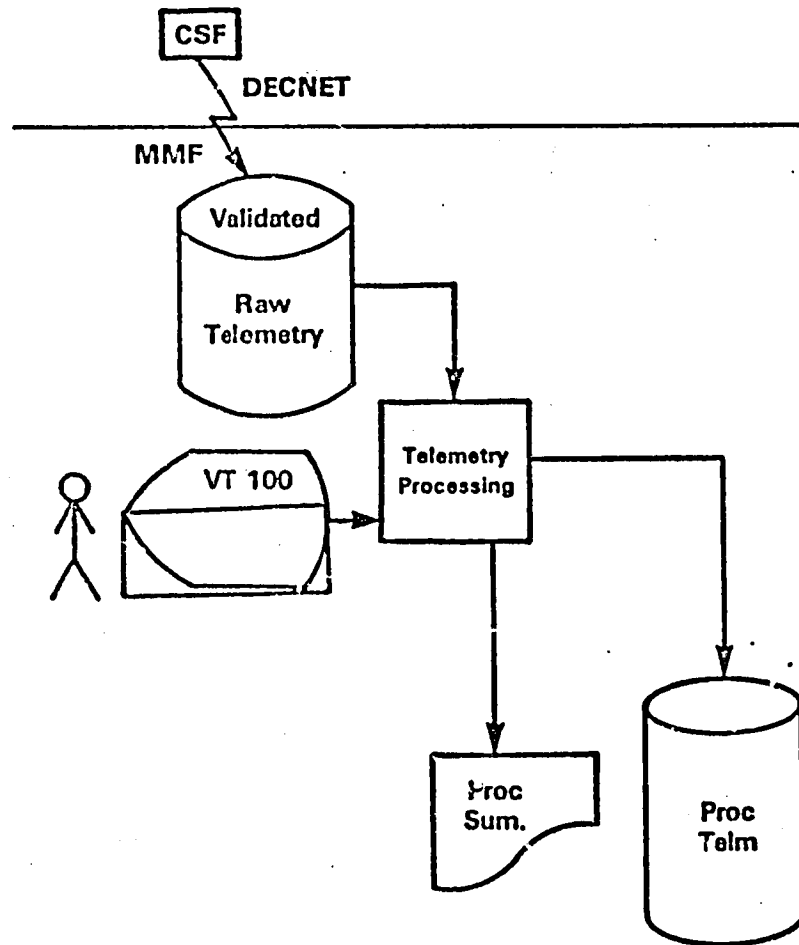 CSF
DECNET
MMF
Validated
Raw
Telemetry
Telemetry
Processing
VT 100
Proc
Sum.
Proc
Telm